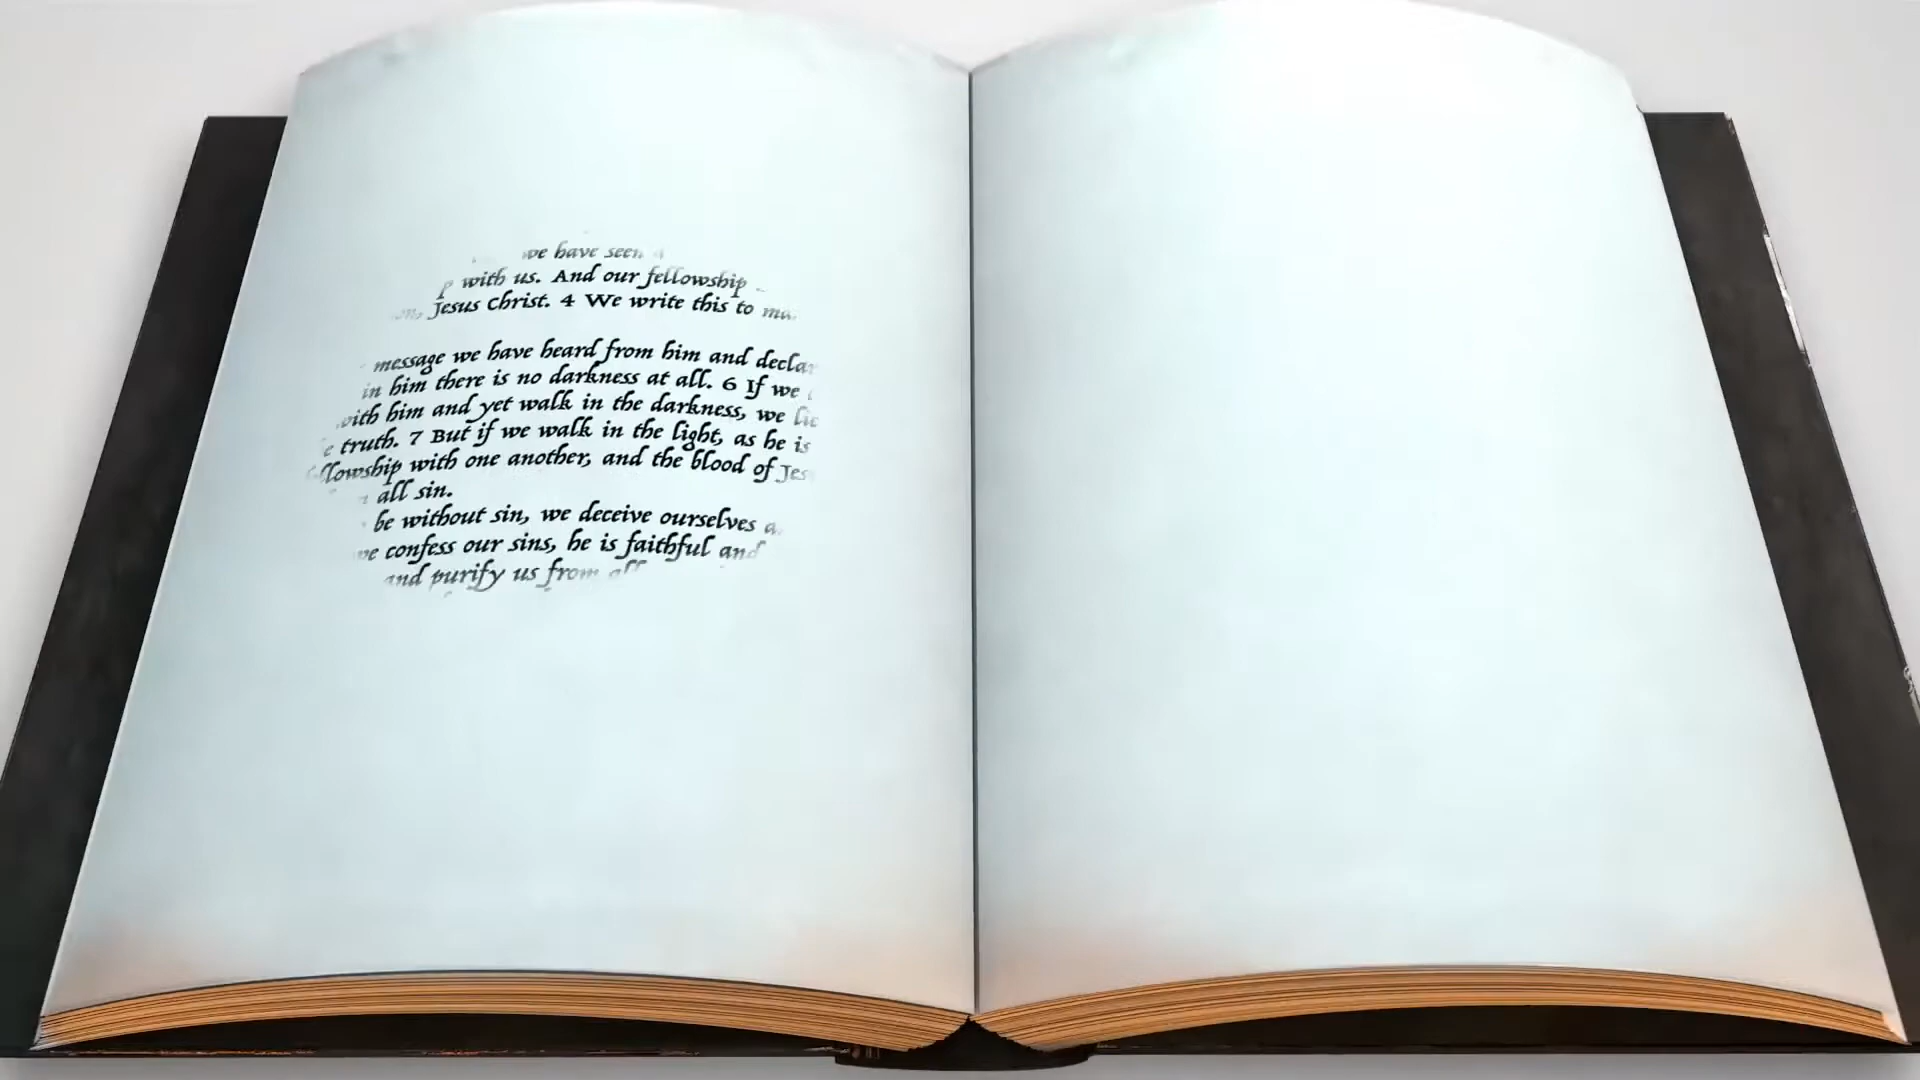 we have seen
with us. And our fellowship
Jesus Christ. 4 We write this to
message we have heard from him and
in him there is no darkness at all. 6 If we
with him and yet walk in the darkness, we
truth. 7 But if we walk in the light, as he is
with one another, and the blood of
all sin.
be without sin, we deceive ourselves
we confess our sins, he is faithful and
and purify us from all